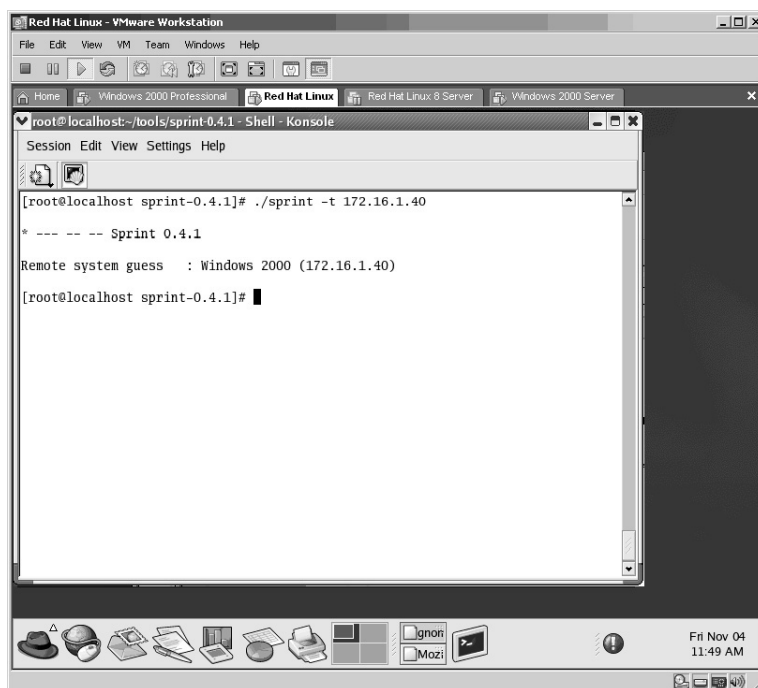 Red Hat Linux - VMware Workstation
File Edit View VM Team Windows Help
Home Windows 2000 Professional Red Hat Linux Red Hat Linux 8 Server Windows 2000 Server
root@localhost:~/tools/sprint-0.4.1 - Shell - Konsole
Session Edit View Settings Help
[root@localhost sprint-0.4.1]# ./sprint -t 172.16.1.40
* --- -- -- Sprint 0.4.1
Remote system guess : Windows 2000 (172.16.1.40)
[root@localhost sprint-0.4.1]#
gnon
Mozi
Fri Nov 04
11:49 AM